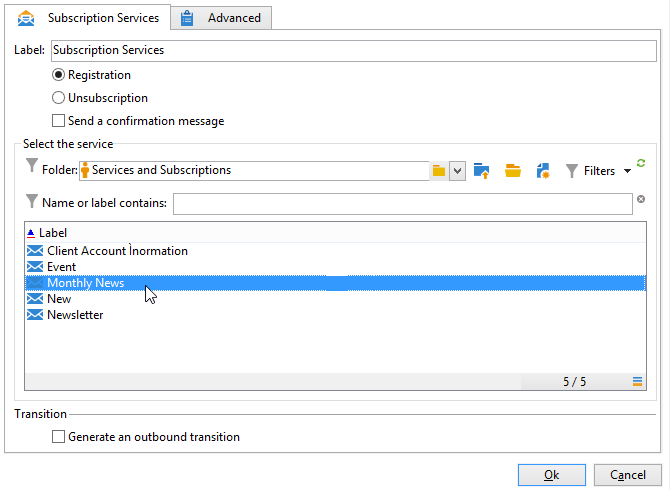 Subscription Services Advanced
Label: Subscription Services
Registration
Unsubscription
Send a confirmation message
Select the service
Folder: Services and Subscriptions Filters
Name or label contains:
Label
Client Account Ìnormation
Event
Monthly News
New
Newsletter
5 / 5
Transition
Generate an outbound transition
Ok Cancel